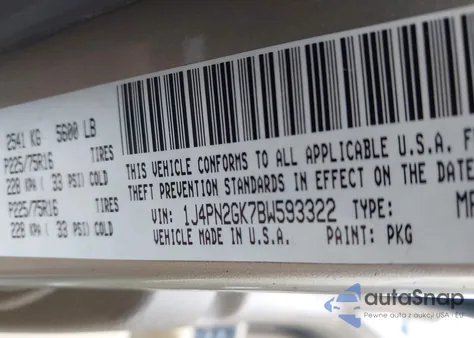 2541 KG 5600 LB
P225/75R16 TIRES
228 KPA ( 33 PSI) COLD
P225/75R16 TIRES
228 KPA ( 33 PSI) COLD
THIS VEHICLE CONFORMS TO ALL APPLICABLE U.S.A. F
THEFT PREVENTION STANDARDS IN EFFECT ON THE DATE
VIN: 1J4PN2GK7BW593322 TYPE: MP
VEHICLE MADE IN U.S.A. PAINT: PKG
autoSnap
Pewne auta z aukcji USA i EU